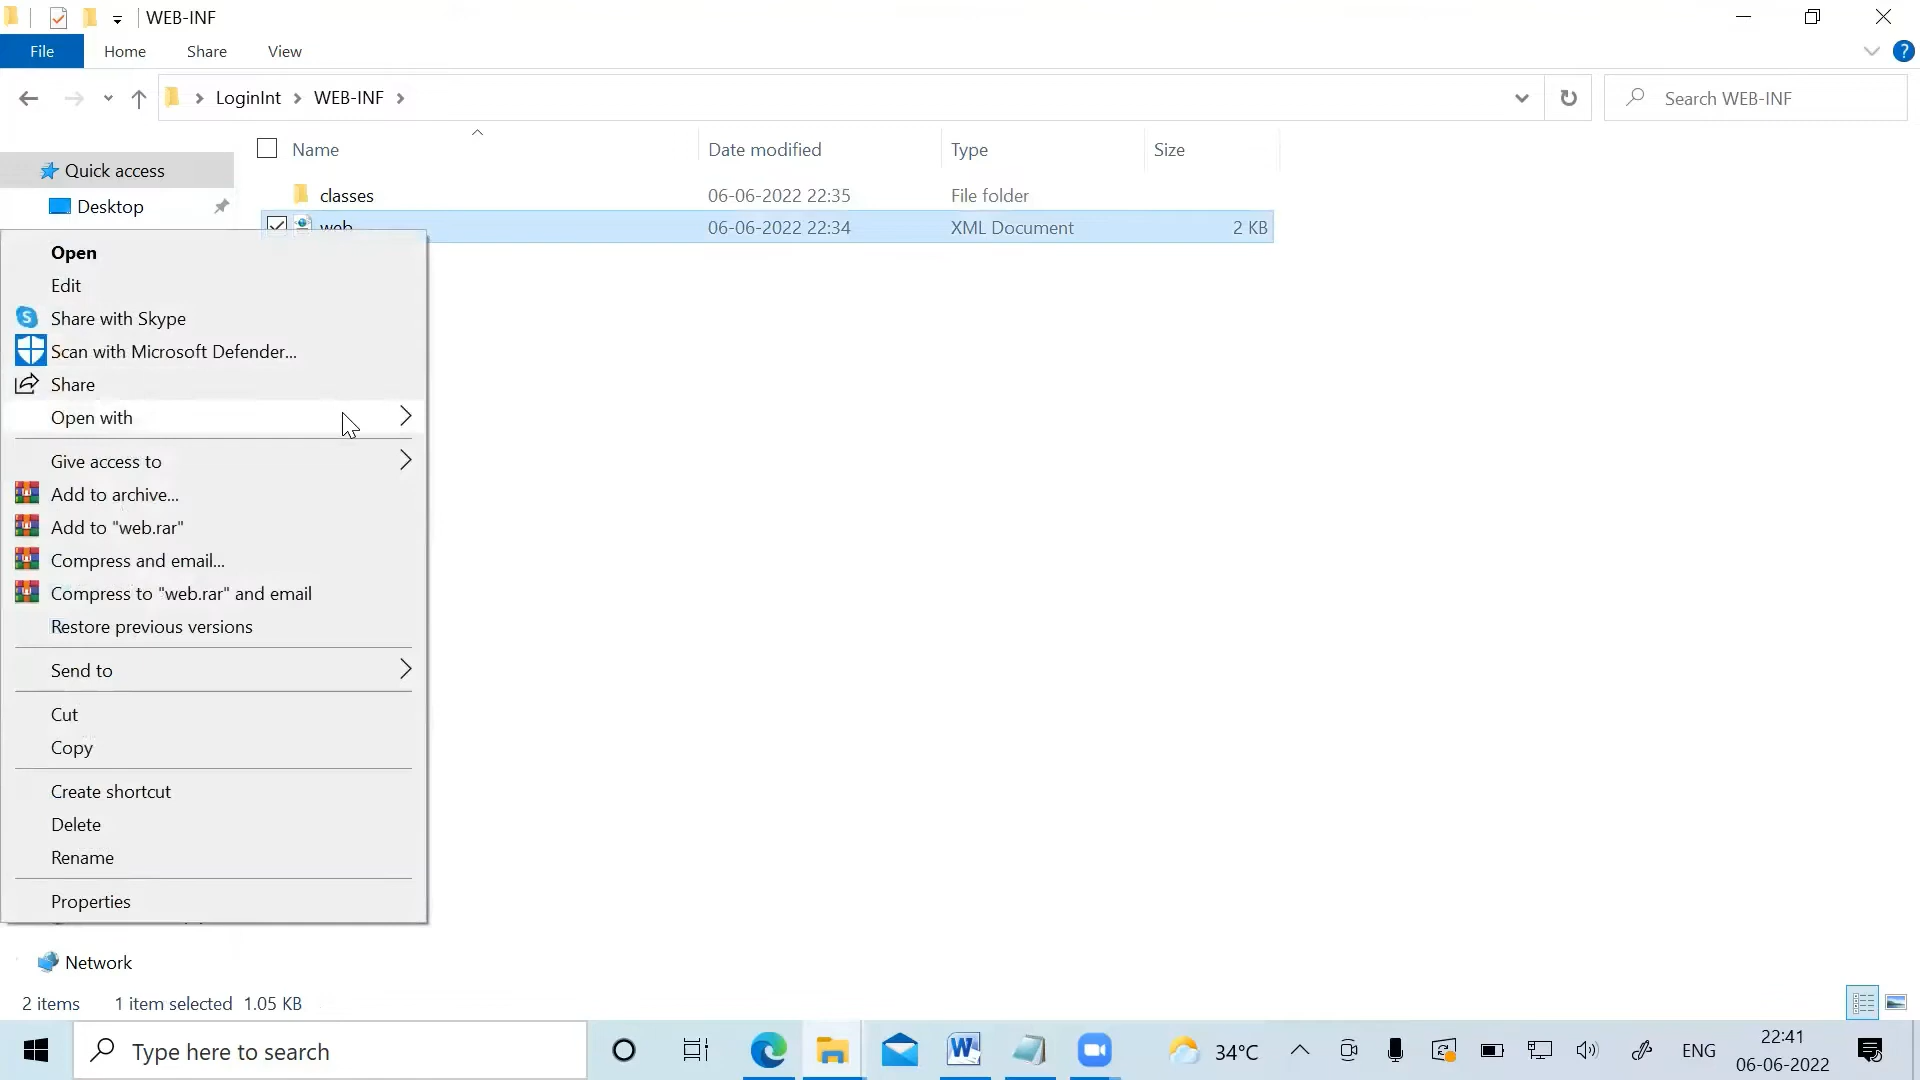 WEB-INF
File Home Share View
LoginInt WEB-INF Search WEB-INF
Name Date modified Type Size
Quick access
classes 06-06-2022 22:35 File folder
Desktop
web 06-06-2022 22:34 XML Document 2 KB
Open
Edit
Share with Skype
Scan with Microsoft Defender...
Share
Open with
Give access to
Add to archive...
Add to "web.rar"
Compress and email...
Compress to "web.rar" and email
Restore previous versions
Send to
Cut
Copy
Create shortcut
Delete
Rename
Properties
Network
2 items 1 item selected 1.05 KB
Type here to search
34°C
ENG
22:41
06-06-2022